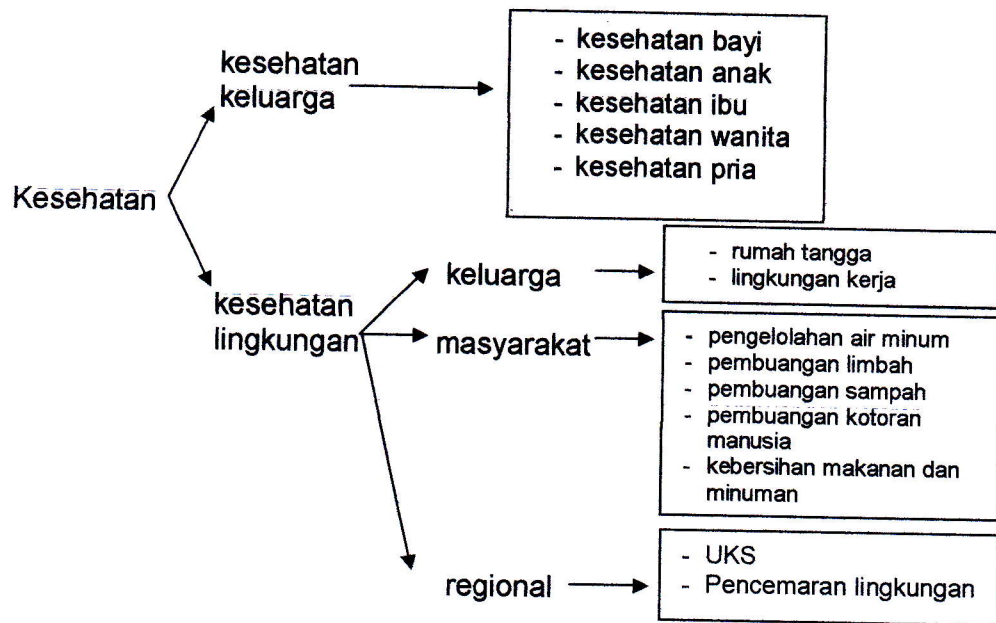 kesehatan
keluarga
- kesehatan bayi
- kesehatan anak
- kesehatan ibu
- kesehatan wanita
- kesehatan pria
Kesehatan
kesehatan
lingkungan
keluarga
- rumah tangga
- lingkungan kerja
masyarakat
- pengelolahan air minum
- pembuangan limbah
- pembuangan sampah
- pembuangan kotoran
manusia
- kebersihan makanan dan
minuman
regional
- UKS
- Pencemaran lingkungan